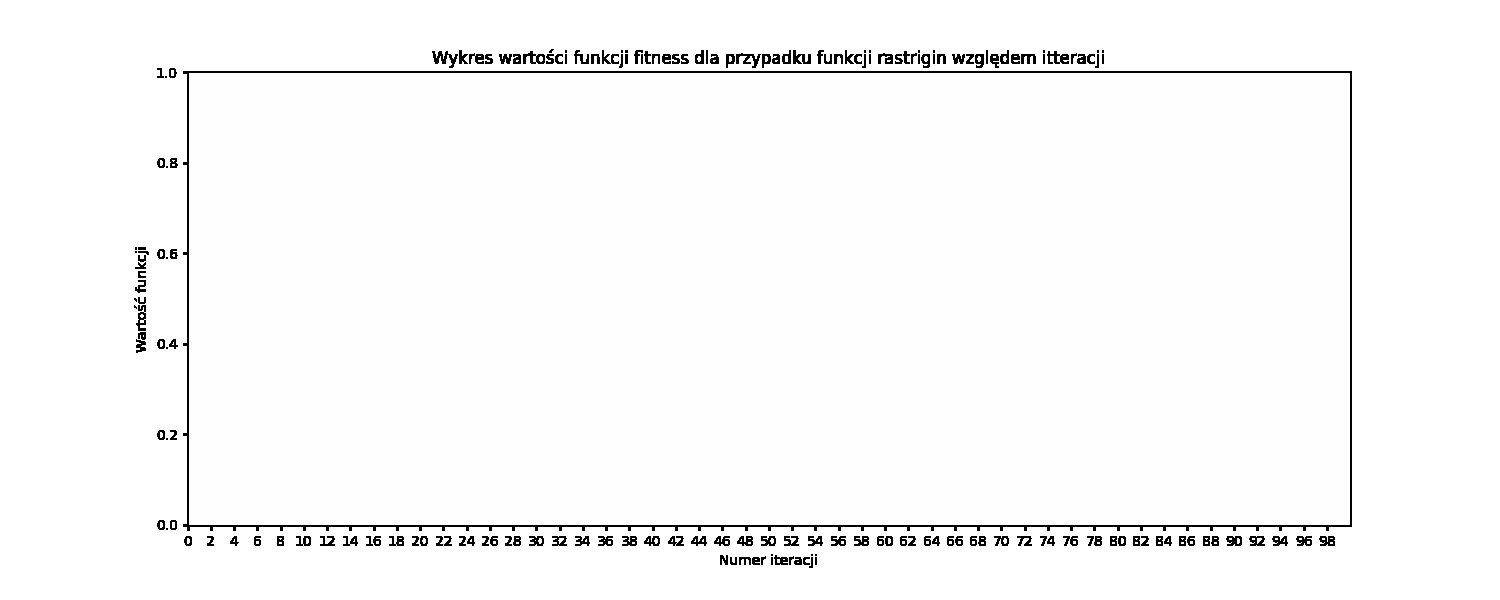 Wykres wartości funkcji fitness dla przypadku funkcji rastrigin względem itteracji
1.0
0.8
0.6
0.4
0.2
0.0
Wartość funkcji
0 2 4 6 8 10 12 14 16 18 20 22 24 26 28 30 32 34 36 38 40 42 44 46 48 50 52 54 56 58 60 62 64 66 68 70 72 74 76 78 80 82 84 86 88 90 92 94 96 98
Numer iteracji